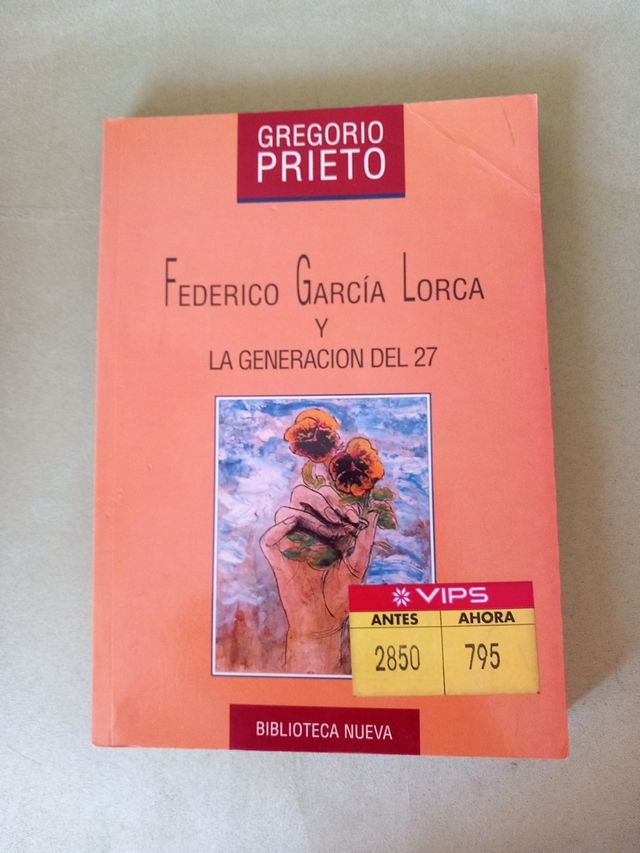 GREGORIO
PRIETO
FEDERICO GARCÍA LORCA
Y
LA GENERACION DEL 27
VIPS
ANTES AHORA
2850 795
BIBLIOTECA NUEVA